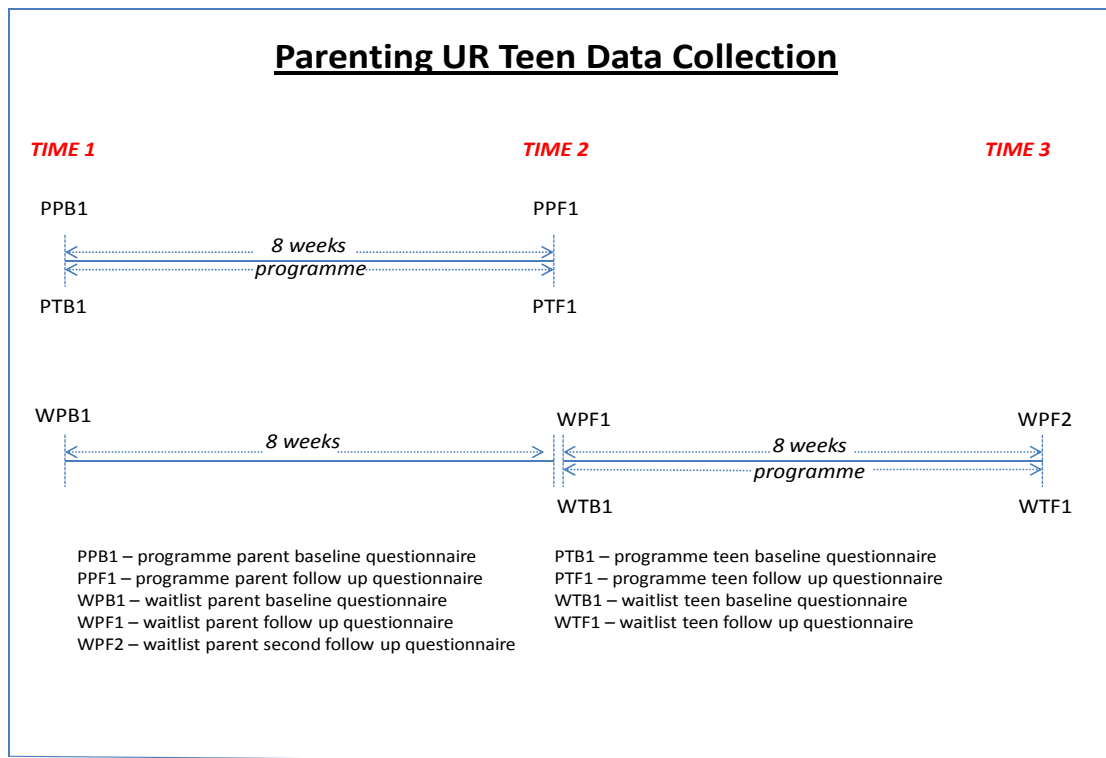 Parenting UR Teen Data Collection
TIME 1 TIME 2 TIME 3
PPB1 PPF1
8 weeks
programme
PTB1 PTF1
WPB1 WPF1 WPF2
8 weeks 8 weeks
programme
WTB1 WTF1
PPB1 – programme parent baseline questionnaire
PPF1 – programme parent follow up questionnaire
WPB1 – waitlist parent baseline questionnaire
WPF1 – waitlist parent follow up questionnaire
WPF2 – waitlist parent second follow up questionnaire
PTB1 – programme teen baseline questionnaire
PTF1 – programme teen follow up questionnaire
WTB1 – waitlist teen baseline questionnaire
WTF1 – waitlist teen follow up questionnaire